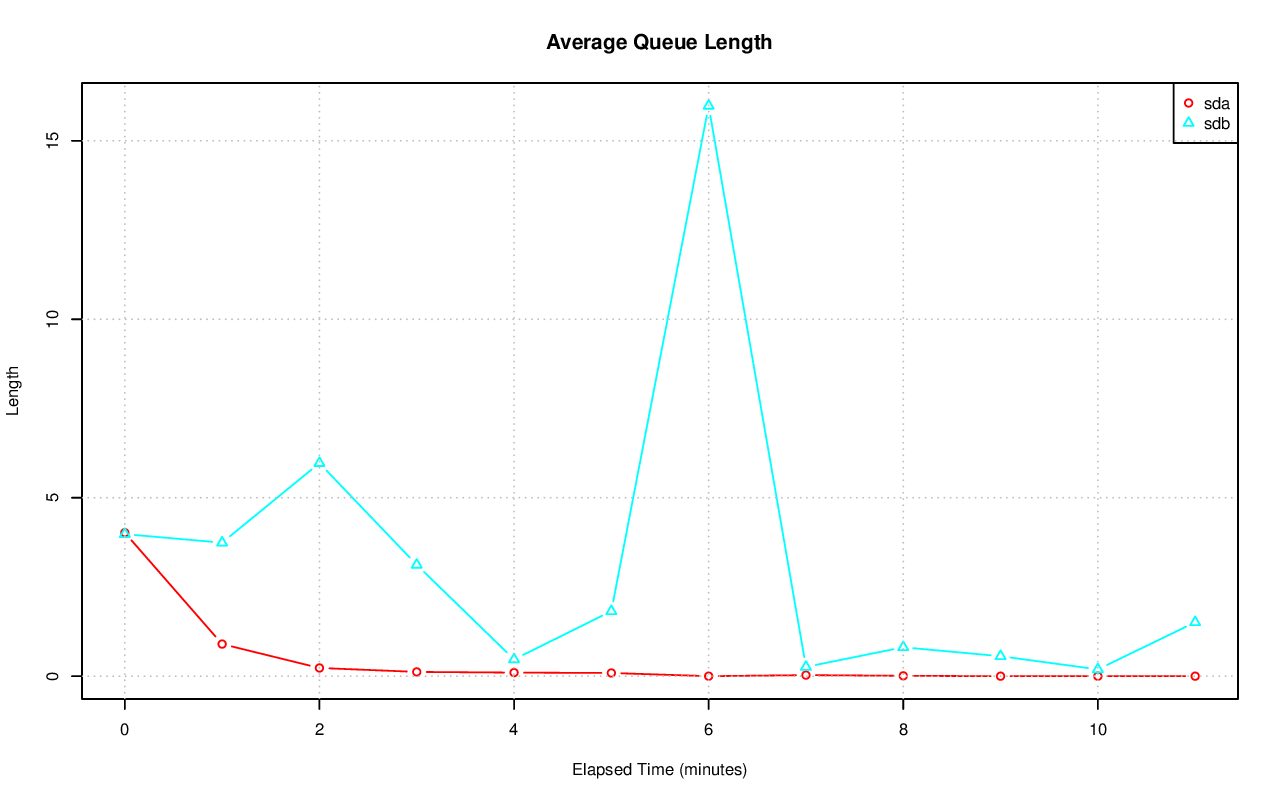 Average Queue Length
sda
sdb
15
10
5
0
Length
0 2 4 6 8 10
Elapsed Time (minutes)